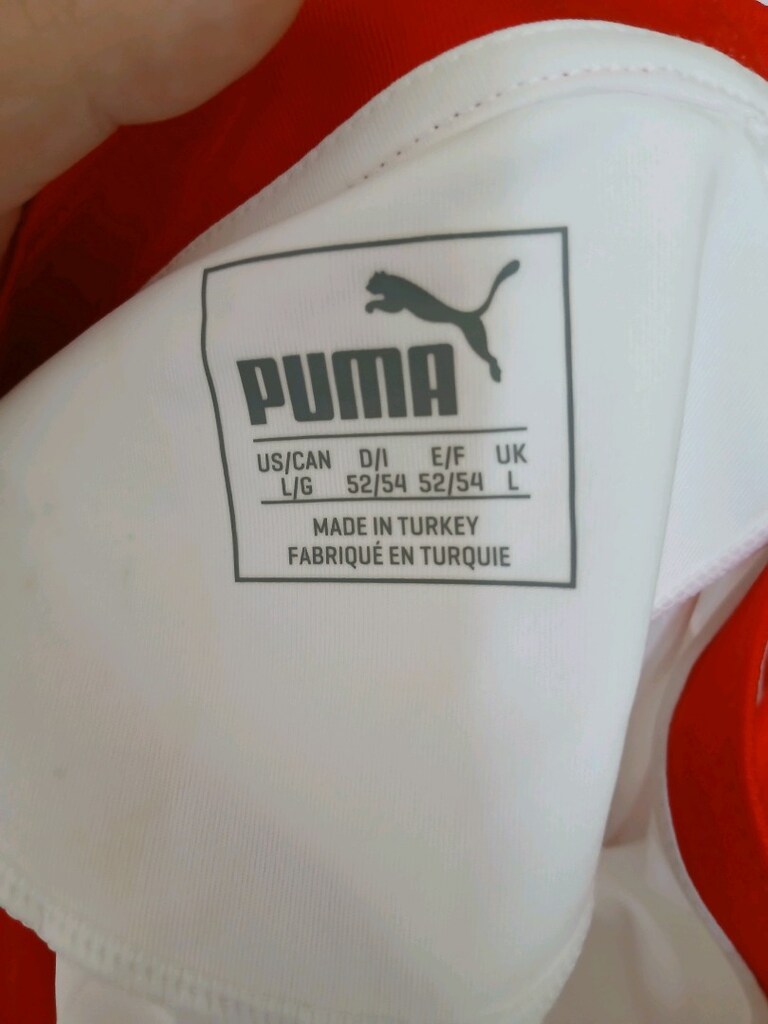 PUMA
US/CAN D/I E/F UK
L/G 52/54 52/54 L
MADE IN TURKEY
FABRIQUÉ EN TURQUIE